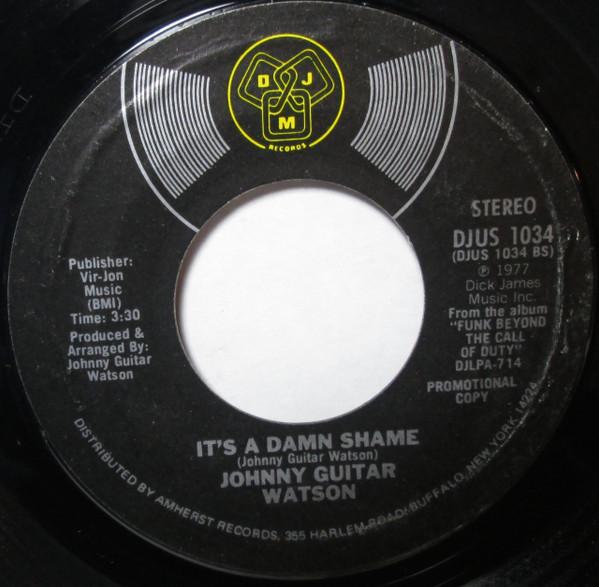 D J
M
RECORDS
STEREO
DJUS 1034
(DJUS 1034 BS)
℗ 1977
Dick James
Music Inc.
From the album
"FUNK BEYOND
THE CALL
OF DUTY"
DJLPA-714
PROMOTIONAL
COPY
Publisher:
Vir-Jon
Music
(BMI)
Time: 3:30
Produced &
Arranged By:
Johnny Guitar
Watson
IT'S A DAMN SHAME
(Johnny Guitar Watson)
JOHNNY GUITAR
WATSON
DISTRIBUTED BY AMHERST RECORDS, 355 HARLEM ROAD, BUFFALO, NEW YORK 14224